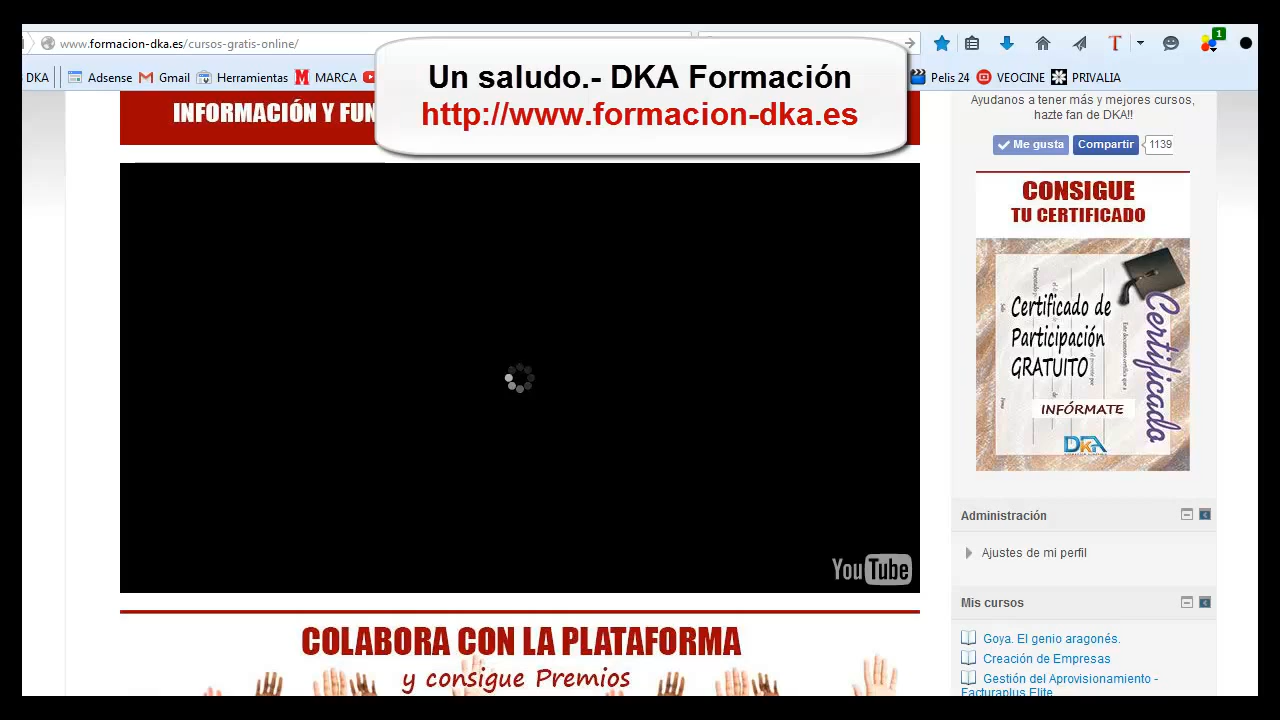 www.formacion-dka.es/cursos-gratis-online/
1
DKA
Adsense
Gmail
Herramientas
MARCA
Pelis 24
VEOCINE
PRIVALIA
Un saludo.- DKA Formación
http://www.formacion-dka.es
INFORMACIÓN Y FUN
YouTube
COLABORA CON LA PLATAFORMA
y consigue Premios
Ayudanos a tener más y mejores cursos,
hazte fan de DKA!!
Me gusta
Compartir
1139
CONSIGUE
TU CERTIFICADO
Certificado de
Participación
GRATUITO
Certificado
INFÓRMATE
DKA
Administración
Ajustes de mi perfil
Mis cursos
Goya. El genio aragonés.
Creación de Empresas
Gestión del Aprovisionamiento -
Facturaplus Elite